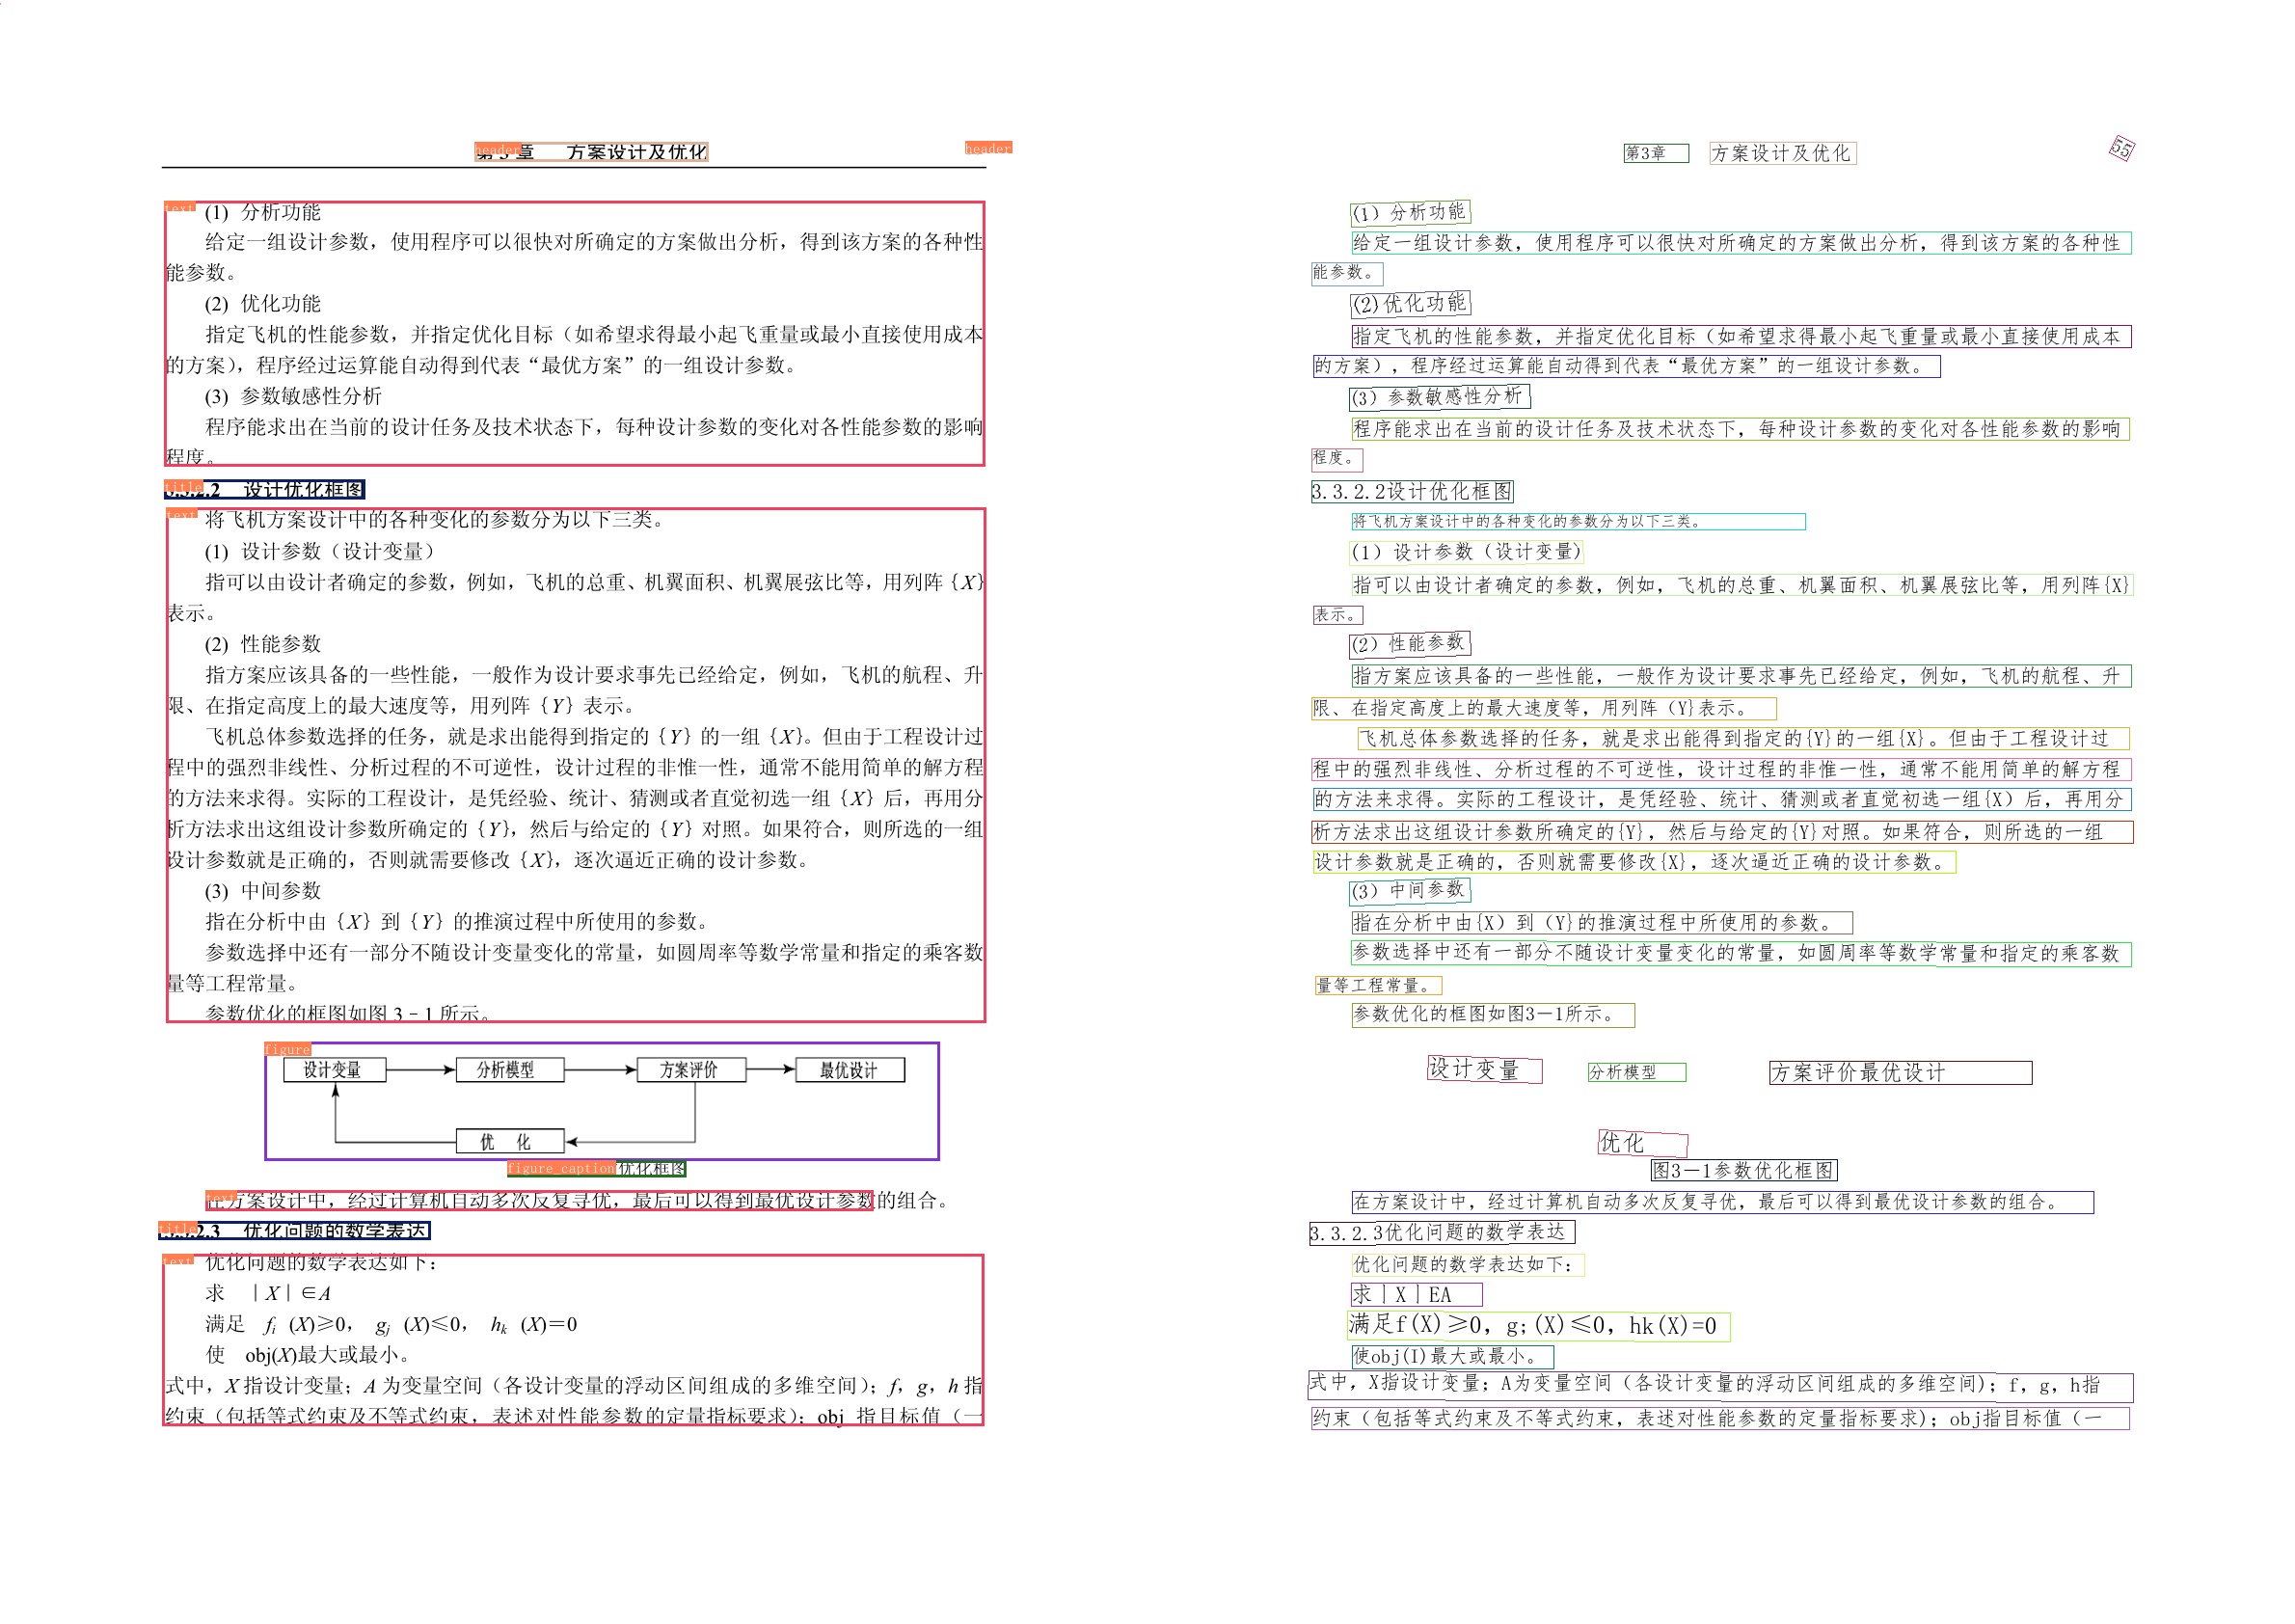 header
第3章 方案设计及优化
header
text
(1) 分析功能
给定一组设计参数，使用程序可以很快对所确定的方案做出分析，得到该方案的各种性
能参数。
(2) 优化功能
指定飞机的性能参数，并指定优化目标（如希望求得最小起飞重量或最小直接使用成本
的方案），程序经过运算能自动得到代表“最优方案”的一组设计参数。
(3) 参数敏感性分析
程序能求出在当前的设计任务及技术状态下，每种设计参数的变化对各性能参数的影响
程度。
title
.2 设计优化框图
text
将飞机方案设计中的各种变化的参数分为以下三类。
(1) 设计参数（设计变量）
指可以由设计者确定的参数，例如，飞机的总重、机翼面积、机翼展弦比等，用列阵｛X｝
表示。
(2) 性能参数
指方案应该具备的一些性能，一般作为设计要求事先已经给定，例如，飞机的航程、升
限、在指定高度上的最大速度等，用列阵｛Y｝表示。
飞机总体参数选择的任务，就是求出能得到指定的｛Y｝的一组｛X｝。但由于工程设计过
程中的强烈非线性、分析过程的不可逆性，设计过程的非惟一性，通常不能用简单的解方程
的方法来求得。实际的工程设计，是凭经验、统计、猜测或者直觉初选一组｛X｝后，再用分
析方法求出这组设计参数所确定的｛Y｝，然后与给定的｛Y｝对照。如果符合，则所选的一组
设计参数就是正确的，否则就需要修改｛X｝，逐次逼近正确的设计参数。
(3) 中间参数
指在分析中由｛X｝到｛Y｝的推演过程中所使用的参数。
参数选择中还有一部分不随设计变量变化的常量，如圆周率等数学常量和指定的乘客数
量等工程常量。
参数优化的框图如图 3－1 所示。
figure
设计变量 分析模型 方案评价 最优设计
优 化
figure_caption 优化框图
text
在方案设计中，经过计算机自动多次反复寻优，最后可以得到最优设计参数的组合。
title
2.3 优化问题的数学表达
text
优化问题的数学表达如下：
求 ｜X｜∈A
满足 fi (X)≥0， gj (X)≤0， hk (X)＝0
使 obj(X)最大或最小。
式中，X 指设计变量；A 为变量空间（各设计变量的浮动区间组成的多维空间）；f，g，h 指
约束（包括等式约束及不等式约束，表述对性能参数的定量指标要求）；obj 指目标值（一
第3章 方案设计及优化
55
(1）分析功能
给定一组设计参数，使用程序可以很快对所确定的方案做出分析，得到该方案的各种性
能参数。
(2)优化功能
指定飞机的性能参数，并指定优化目标（如希望求得最小起飞重量或最小直接使用成本
的方案），程序经过运算能自动得到代表“最优方案”的一组设计参数。
(3）参数敏感性分析
程序能求出在当前的设计任务及技术状态下，每种设计参数的变化对各性能参数的影响
程度。
3.3.2.2设计优化框图
将飞机方案设计中的各种变化的参数分为以下三类。
(1）设计参数（设计变量)
指可以由设计者确定的参数，例如，飞机的总重、机翼面积、机翼展弦比等，用列阵{X}
表示。
(2）性能参数
指方案应该具备的一些性能，一般作为设计要求事先已经给定，例如，飞机的航程、升
限、在指定高度上的最大速度等，用列阵（Y}表示。
飞机总体参数选择的任务，就是求出能得到指定的{Y}的一组{X}。但由于工程设计过
程中的强烈非线性、分析过程的不可逆性，设计过程的非惟一性，通常不能用简单的解方程
的方法来求得。实际的工程设计，是凭经验、统计、猜测或者直觉初选一组{X）后，再用分
析方法求出这组设计参数所确定的{Y}，然后与给定的{Y}对照。如果符合，则所选的一组
设计参数就是正确的，否则就需要修改{X}，逐次逼近正确的设计参数。
(3）中间参数
指在分析中由{X）到（Y}的推演过程中所使用的参数。
参数选择中还有一部分不随设计变量变化的常量，如圆周率等数学常量和指定的乘客数
量等工程常量。
参数优化的框图如图3一1所示。
设计变量 分析模型 方案评价最优设计
优化
图3一1参数优化框图
在方案设计中，经过计算机自动多次反复寻优，最后可以得到最优设计参数的组合。
3.3.2.3优化问题的数学表达
优化问题的数学表达如下：
求丨X丨EA
满足f(X)≥0，g;(X)≤0，hk(X)=0
使obj(I)最大或最小。
式中，X指设计变量；A为变量空间（各设计变量的浮动区间组成的多维空间)；f，g，h指
约束（包括等式约束及不等式约束，表述对性能参数的定量指标要求)；obj指目标值（一